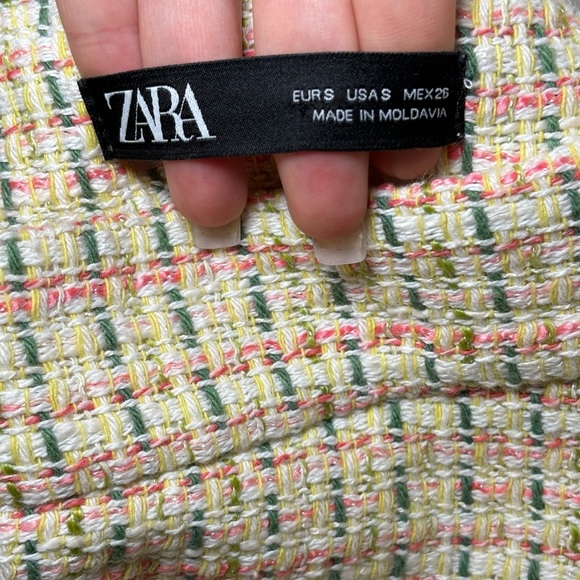 ZARA
EUR S USA S MEX 26
MADE IN MOLDAVIA